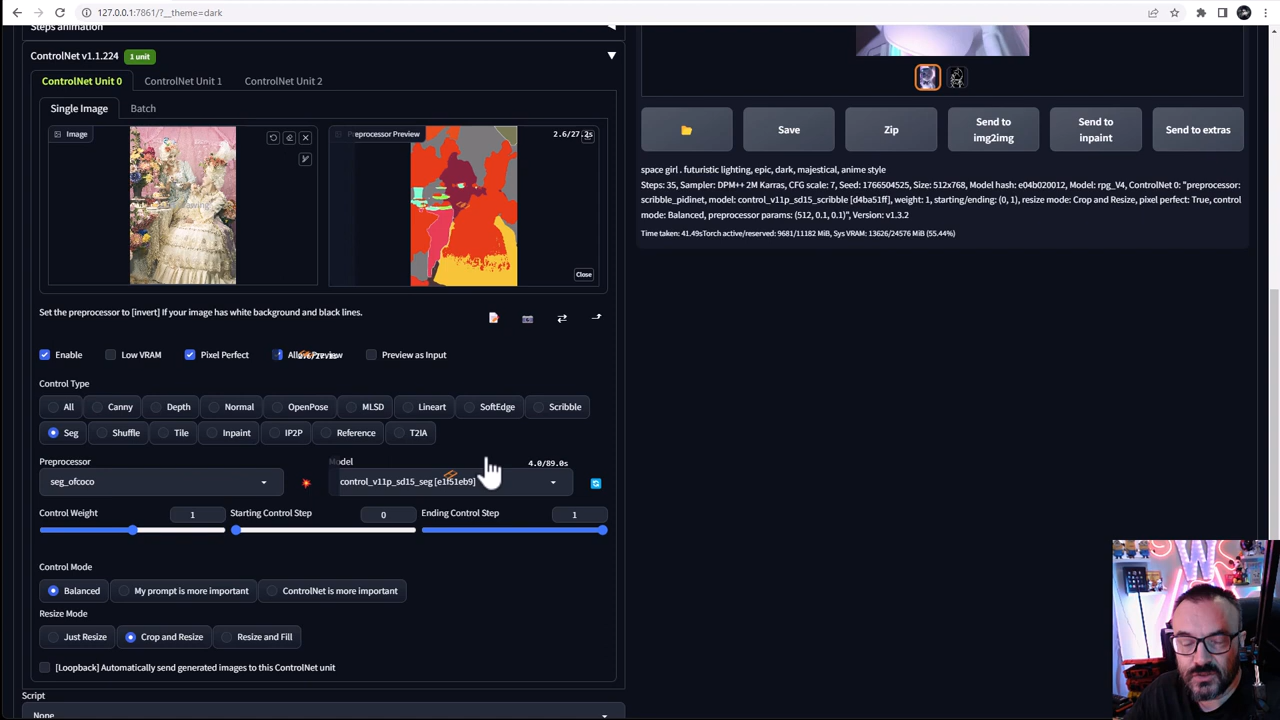 127.0.0.1:7861/?__theme=dark
Steps animation
ControlNet v1.1.224
1 unit
ControlNet Unit 0
ControlNet Unit 1
ControlNet Unit 2
Single Image
Batch
Image
Preprocessor Preview
2.6/27.2s
Close
Set the preprocessor to [invert] If your image has white background and black lines.
Enable
Low VRAM
Pixel Perfect
Allow Preview
Preview as Input
Control Type
All
Canny
Depth
Normal
OpenPose
MLSD
Lineart
SoftEdge
Scribble
Seg
Shuffle
Tile
Inpaint
IP2P
Reference
T2IA
Preprocessor
Model
4.0/89.0s
seg_ofcoco
control_v11p_sd15_seg [e1f51eb9]
Control Weight
1
Starting Control Step
0
Ending Control Step
1
Control Mode
Balanced
My prompt is more important
ControlNet is more important
Resize Mode
Just Resize
Crop and Resize
Resize and Fill
[Loopback] Automatically send generated images to this ControlNet unit
Script
None
Save
Zip
Send to
img2img
Send to
inpaint
Send to extras
space girl . futuristic lighting, epic, dark, majestical, anime style
Steps: 35, Sampler: DPM++ 2M Karras, CFG scale: 7, Seed: 1766504525, Size: 512x768, Model hash: e04b020012, Model: rpg_V4, ControlNet 0: "preprocessor:
scribble_pidinet, model: control_v11p_sd15_scribble [d4ba51ff], weight: 1, starting/ending: (0, 1), resize mode: Crop and Resize, pixel perfect: True, control
mode: Balanced, preprocessor params: (512, 0.1, 0.1)", Version: v1.3.2
Time taken: 41.49sTorch active/reserved: 9681/11182 MiB, Sys VRAM: 13626/24576 MiB (55.44%)